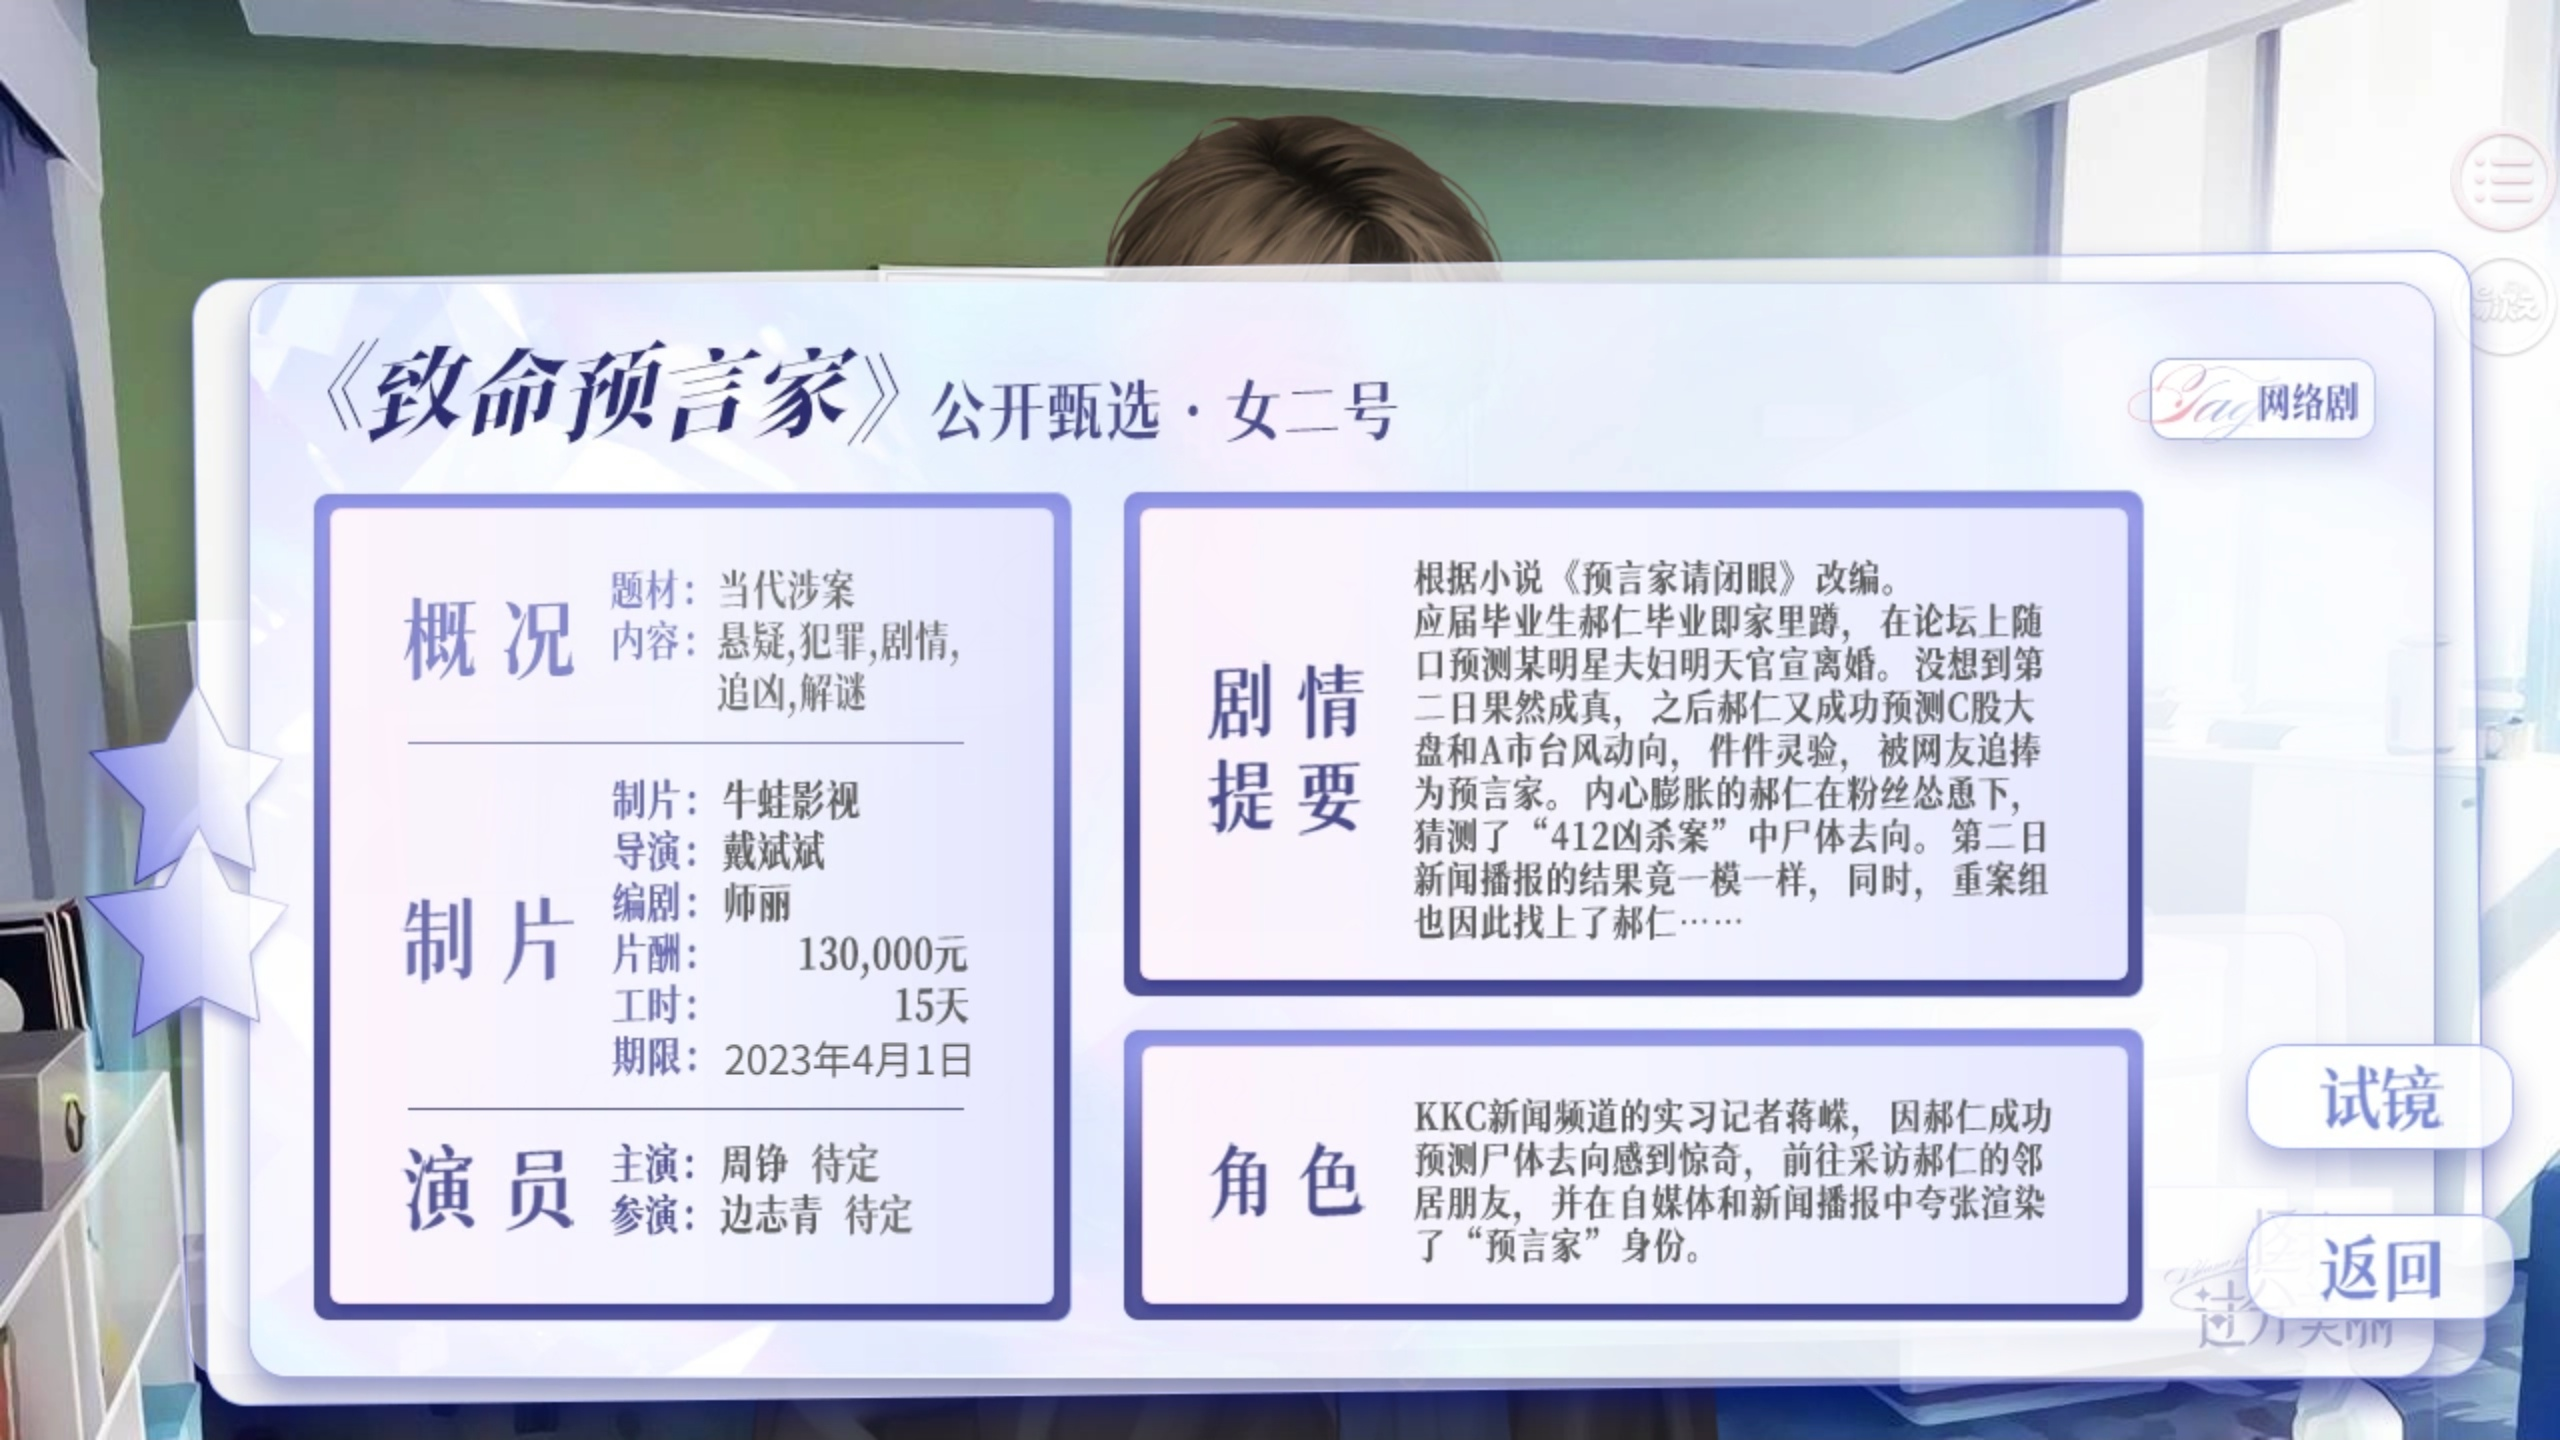 《致命预言家》公开甄选·女二号
Tag 网络剧
概况
题材：当代涉案
内容：悬疑,犯罪,剧情,
追凶,解谜
制片
制片：牛蛙影视
导演：戴斌斌
编剧：师丽
片酬：130,000元
工时：15天
期限：2023年4月1日
演员
主演：周铮 待定
参演：边志青 待定
剧情
提要
根据小说《预言家请闭眼》改编。
应届毕业生郝仁毕业即家里蹲，在论坛上随
口预测某明星夫妇明天官宣离婚。没想到第
二日果然成真，之后郝仁又成功预测C股大
盘和A市台风动向，件件灵验，被网友追捧
为预言家。内心膨胀的郝仁在粉丝怂恿下，
猜测了“412凶杀案”中尸体去向。第二日
新闻播报的结果竟一模一样，同时，重案组
也因此找上了郝仁……
角色
KKC新闻频道的实习记者蒋嵘，因郝仁成功
预测尸体去向感到惊奇，前往采访郝仁的邻
居朋友，并在自媒体和新闻播报中夸张渲染
了“预言家”身份。
试镜
返回